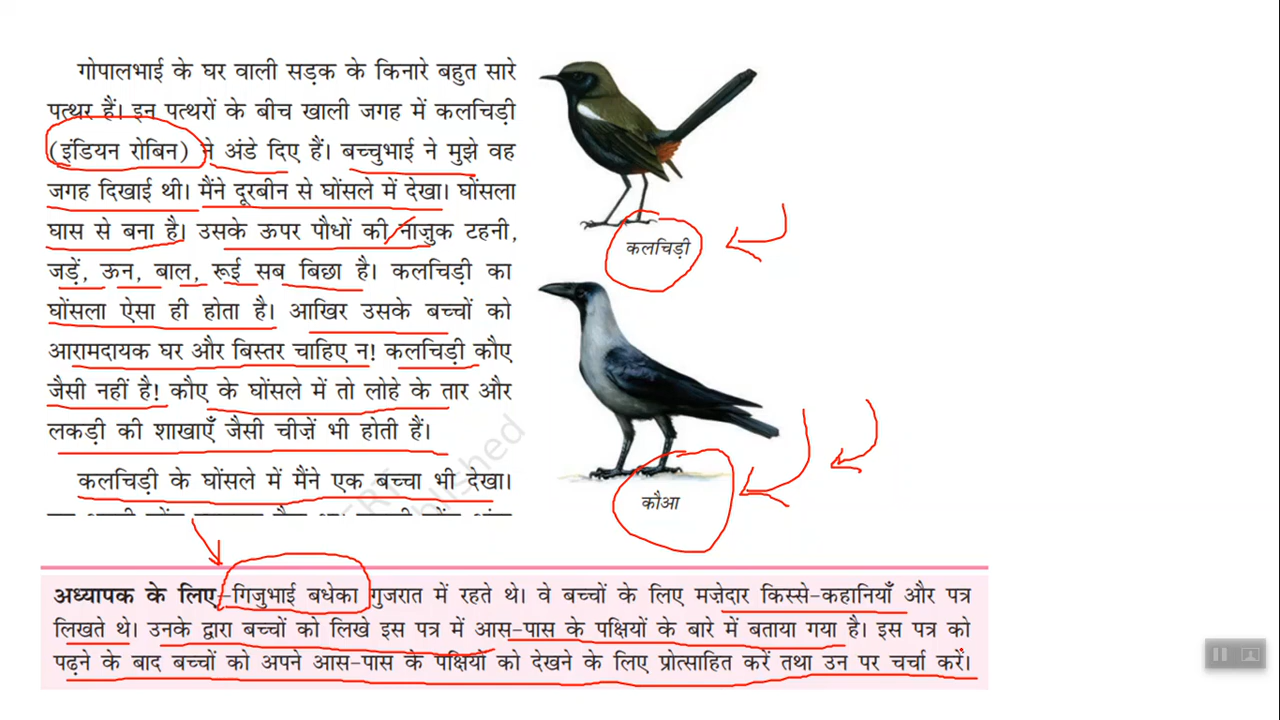 गोपालभाई के घर वाली सड़क के किनारे बहुत सारे
पत्थर हैं। इन पत्थरों के बीच खाली जगह में कलचिड़ी
(इंडियन रोबिन) ने अंडे दिए हैं। बच्चुभाई ने मुझे वह
जगह दिखाई थी। मैंने दूरबीन से घोंसले में देखा। घोंसला
घास से बना है। उसके ऊपर पौधों की नाज़ुक टहनी,
जड़ें, ऊन, बाल, रूई सब बिछा है। कलचिड़ी का
घोंसला ऐसा ही होता है। आखिर उसके बच्चों को
आरामदायक घर और बिस्तर चाहिए न! कलचिड़ी कौए
जैसी नहीं है! कौए के घोंसले में तो लोहे के तार और
लकड़ी की शाखाएँ जैसी चीज़ें भी होती हैं।
कलचिड़ी के घोंसले में मैंने एक बच्चा भी देखा।
कलचिड़ी
कौआ
अध्यापक के लिए–गिजुभाई बधेका गुजरात में रहते थे। वे बच्चों के लिए मज़ेदार किस्से-कहानियाँ और पत्र
लिखते थे। उनके द्वारा बच्चों को लिखे इस पत्र में आस-पास के पक्षियों के बारे में बताया गया है। इस पत्र को
पढ़ने के बाद बच्चों को अपने आस-पास के पक्षियों को देखने के लिए प्रोत्साहित करें तथा उन पर चर्चा करें।